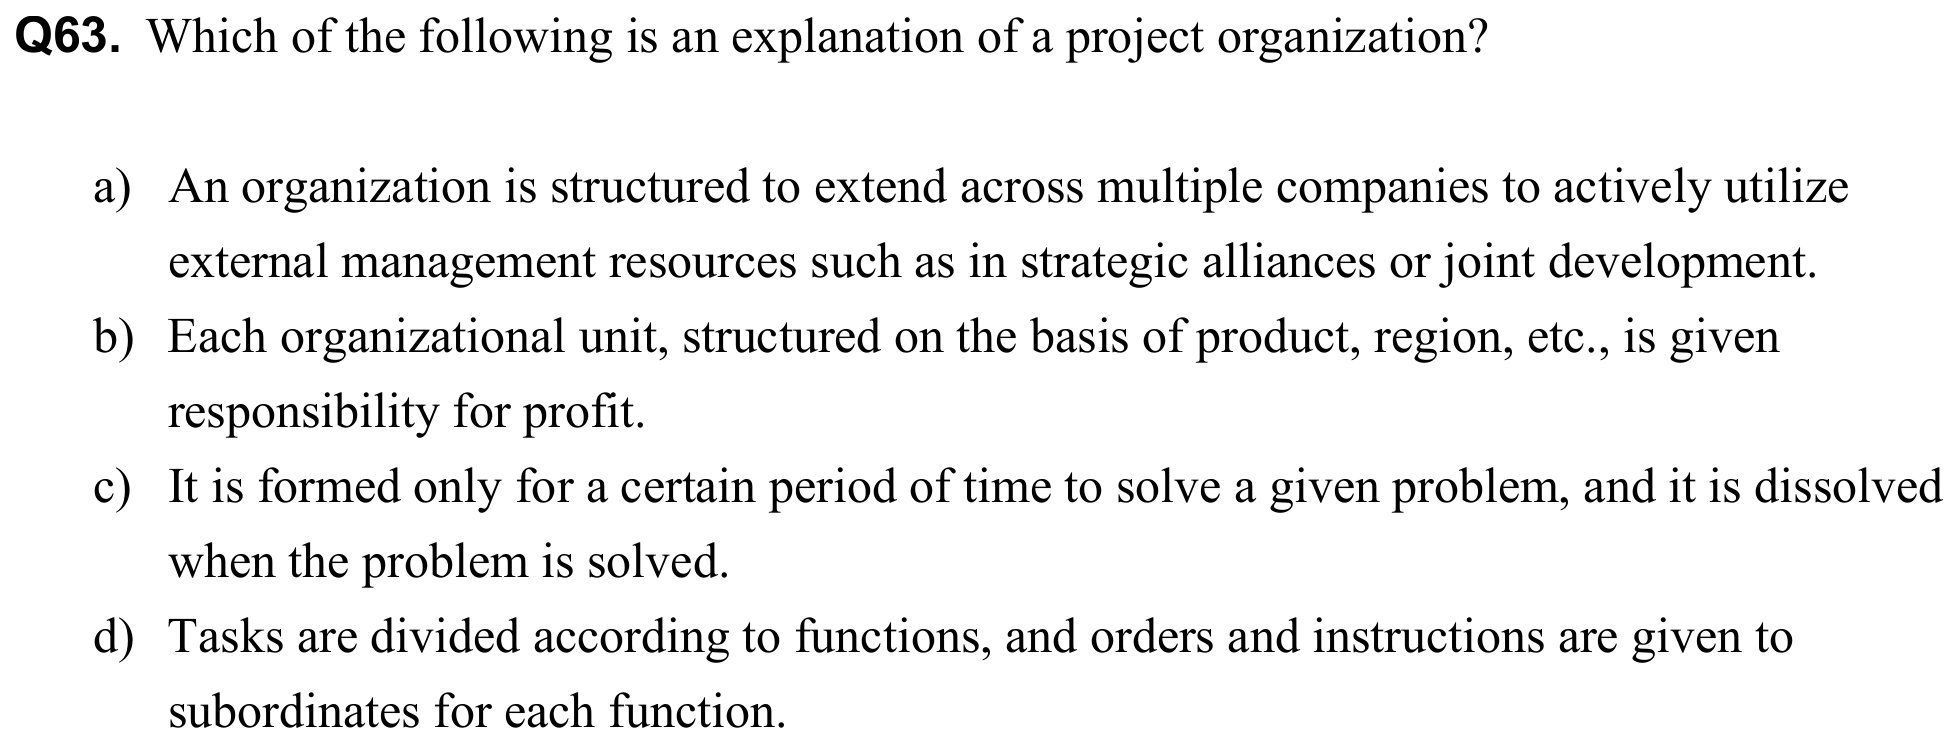 Q63. Which of the following is an explanation of a project organization?
a) An organization is structured to extend across multiple companies to actively utilize
external management resources such as in strategic alliances or joint development.
b) Each organizational unit, structured on the basis of product, region, etc., is given
responsibility for profit.
c) It is formed only for a certain period of time to solve a given problem, and it is dissolved
when the problem is solved.
d) Tasks are divided according to functions, and orders and instructions are given to
subordinates for each function.